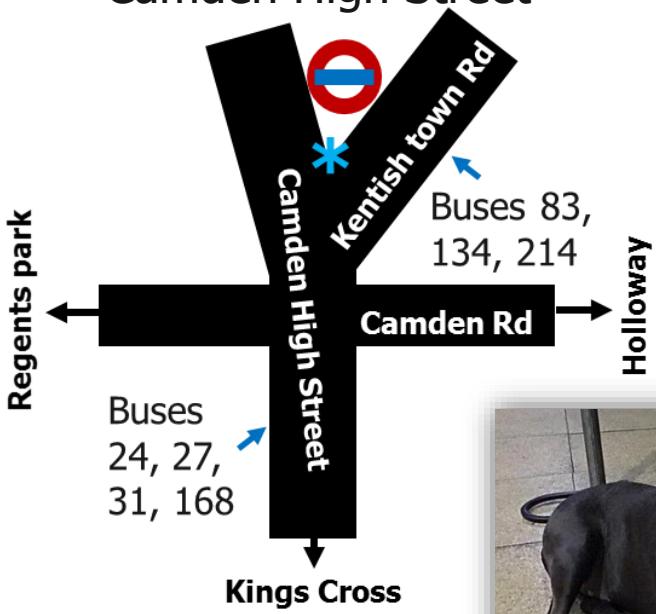 Camden High Street
Kentish town Rd
Camden High Street
Buses 83,
134, 214
Regents park
Holloway
Camden Rd
Buses
24, 27,
31, 168
Kings Cross